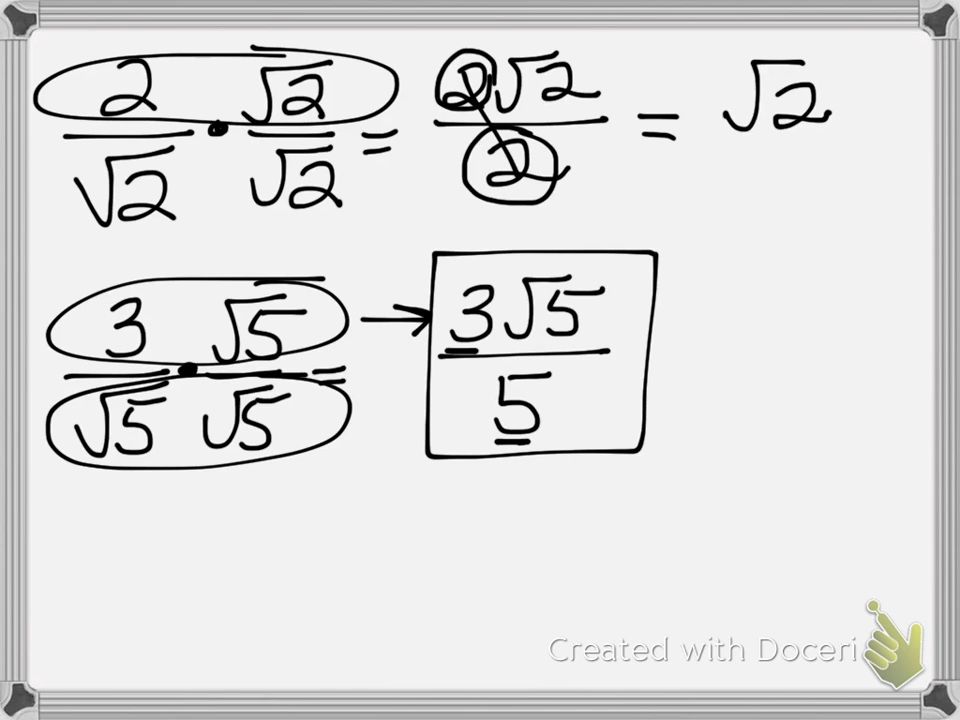 2/√2 • √2/√2 = 2√2/2 = √2
3/√5 • √5/√5 = → 3√5/5
Created with Doceri